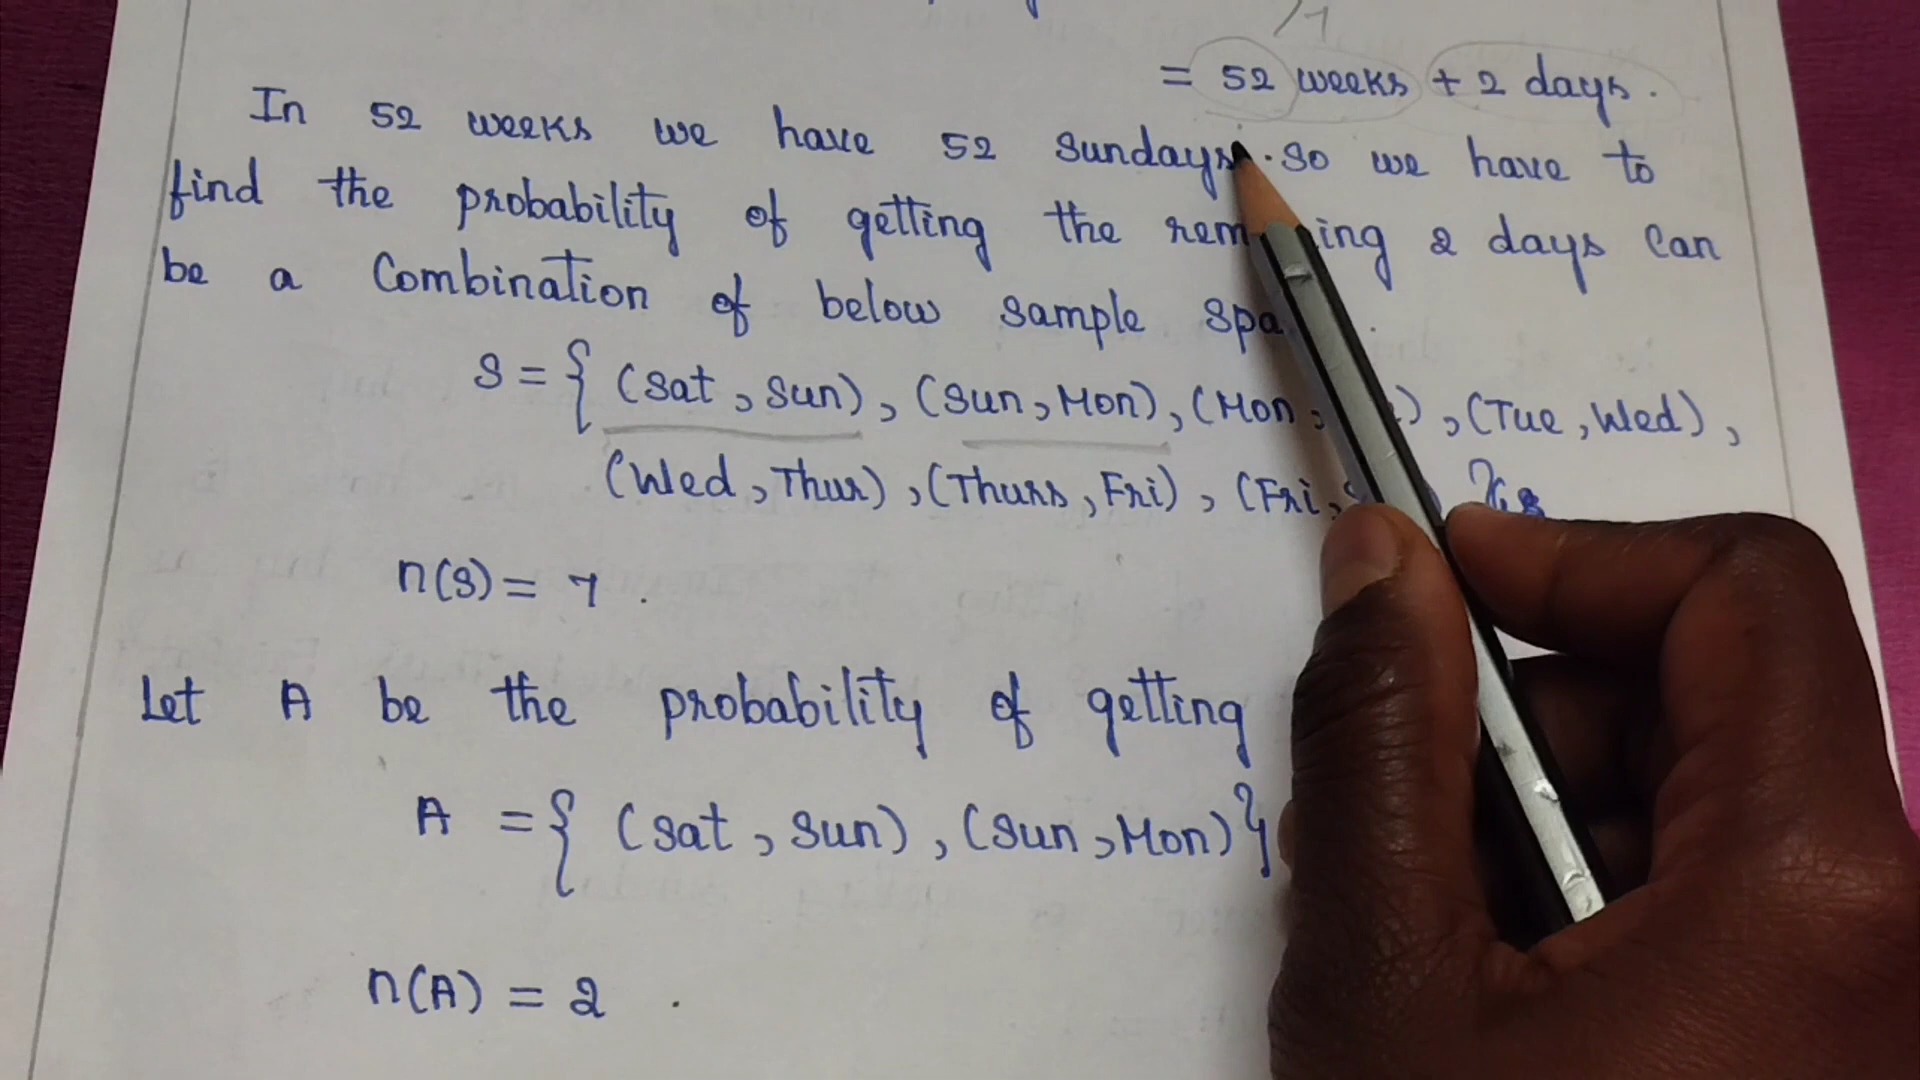 = 52 weeks + 2 days.
In 52 weeks we have 52 Sundays. So we have to
find the probability of getting the rem ing 2 days can
be a Combination of below sample spa
S = { (Sat, Sun), (Sun, Mon), (Mon, ), (Tue, Wed),
(Wed, Thur), (Thurs, Fri), (Fri, }
n(S) = 7.
Let A be the probability of getting
A = { (Sat, Sun), (Sun, Mon) }
n(A) = 2.